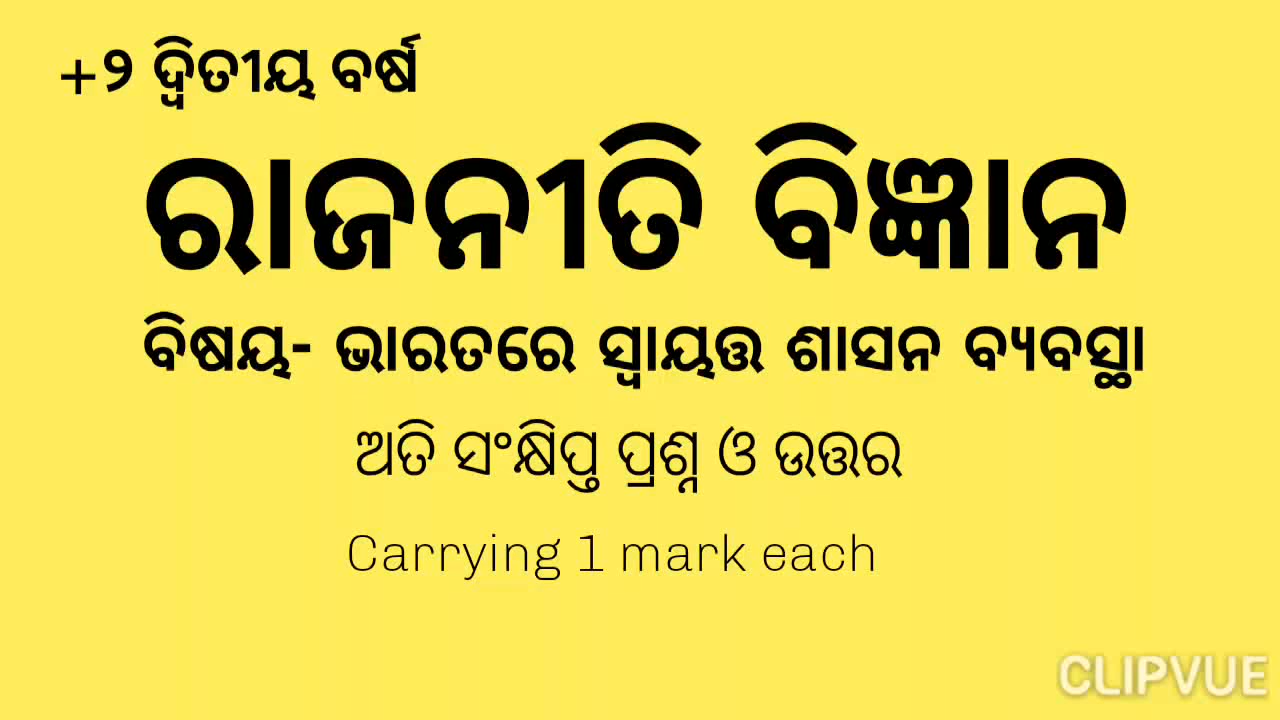 +୨ ଦ୍ଵିତୀୟ ବର୍ଷ
ରାଜନୀତି ବିଜ୍ଞାନ
ବିଷୟ- ଭାରତରେ ସ୍ଵାୟତ୍ତ ଶାସନ ବ୍ୟବସ୍ଥା
ଅତି ସଂକ୍ଷିପ୍ତ ପ୍ରଶ୍ନ ଓ ଉତ୍ତର
Carrying 1 mark each
CLIPVUE